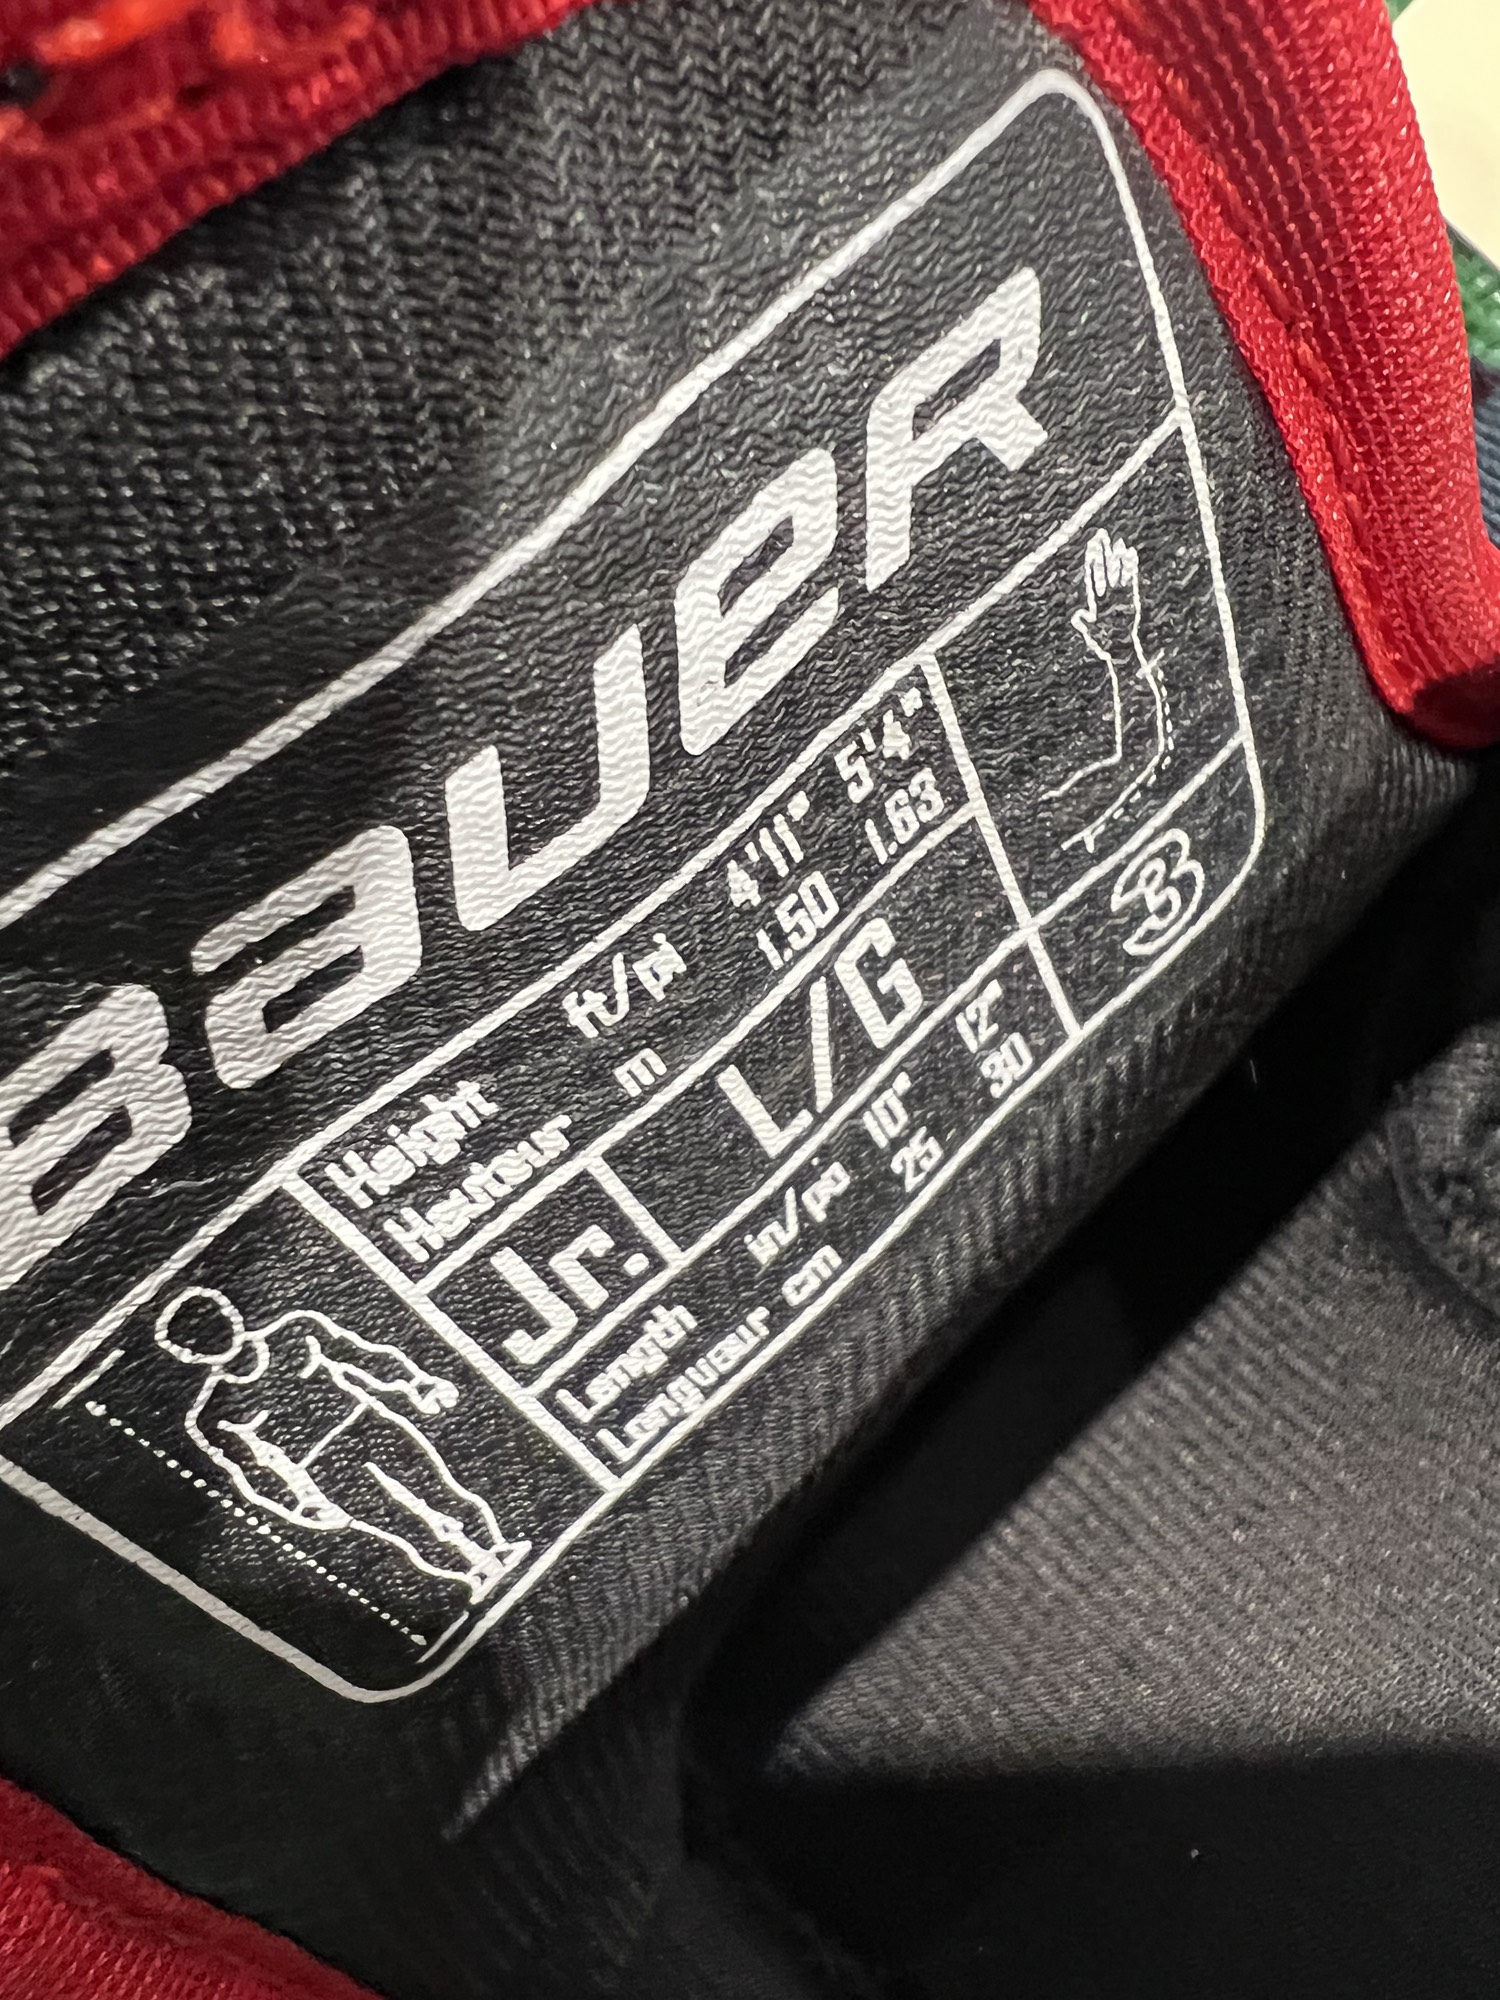 BAUER
Height ft/pi 4'11" 5'4"
Hauteur m 1.50 1.63
Jr. L/G
Length in/pi 10" 12"
Longueur cm 25 30